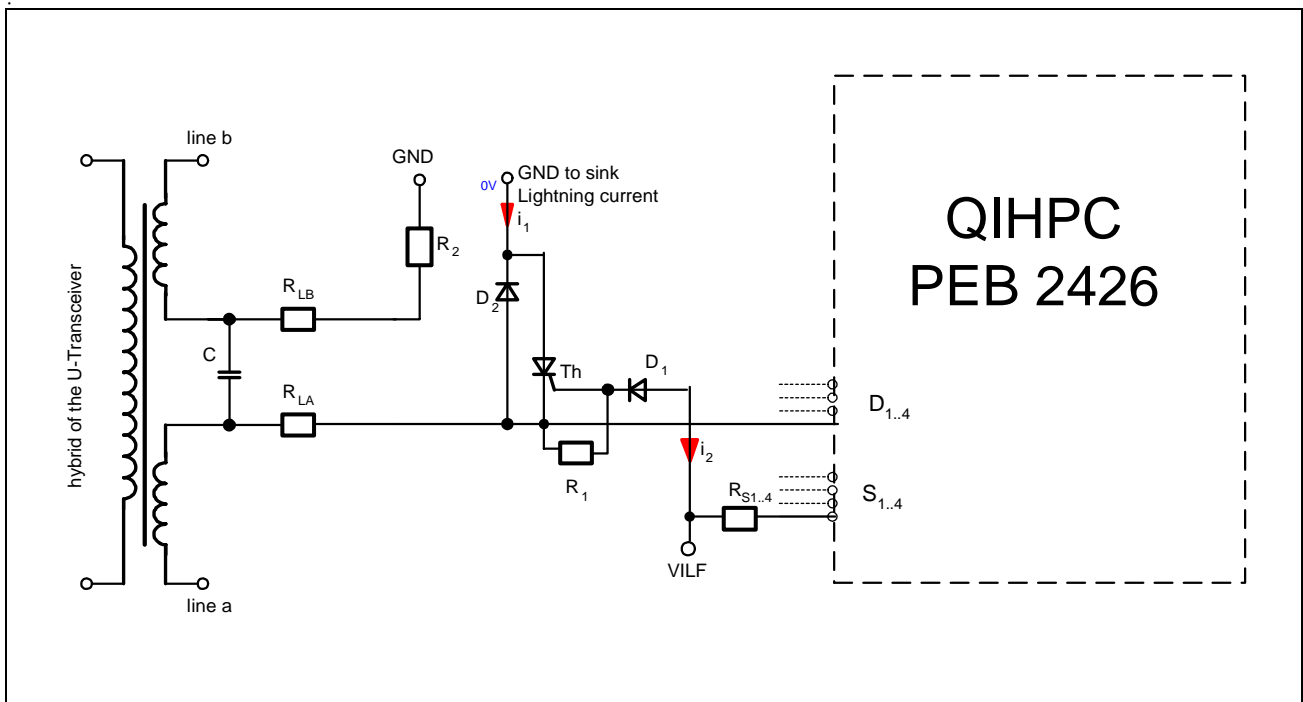 line b
GND
0V
GND to sink
Lightning current
i1
R2
QIHPC
PEB 2426
hybrid of the U-Transceiver
RLB
D2
C
Th
D1
RLA
D1..4
i2
R1
RS1..4
S1..4
VILF
line a